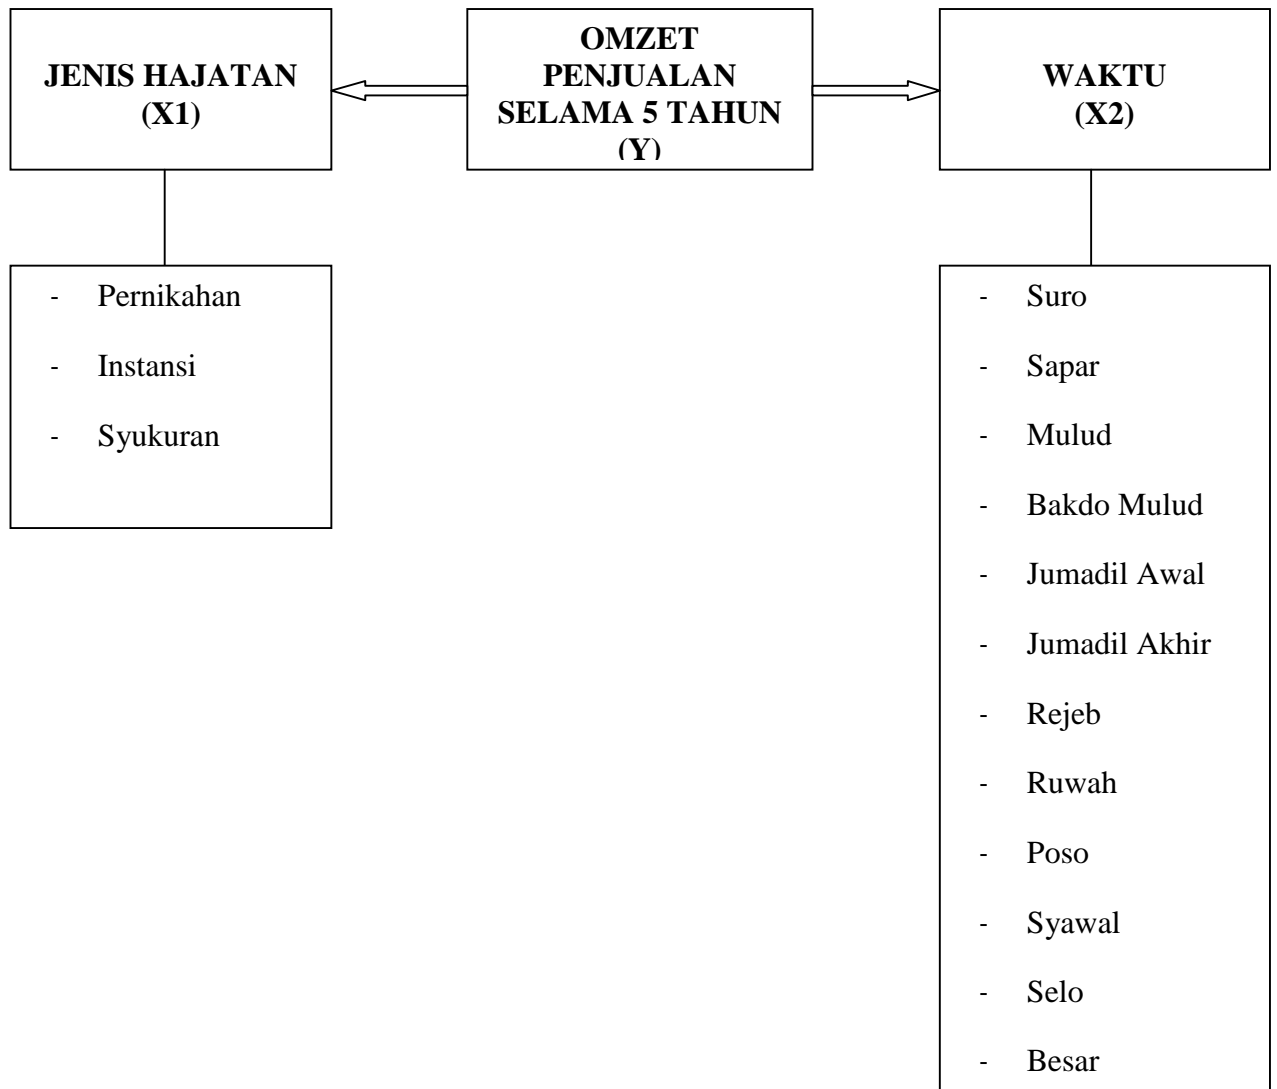 JENIS HAJATAN
(X1)
OMZET
PENJUALAN
SELAMA 5 TAHUN
(Y)
WAKTU
(X2)
- Pernikahan
- Instansi
- Syukuran
- Suro
- Sapar
- Mulud
- Bakdo Mulud
- Jumadil Awal
- Jumadil Akhir
- Rejeb
- Ruwah
- Poso
- Syawal
- Selo
- Besar